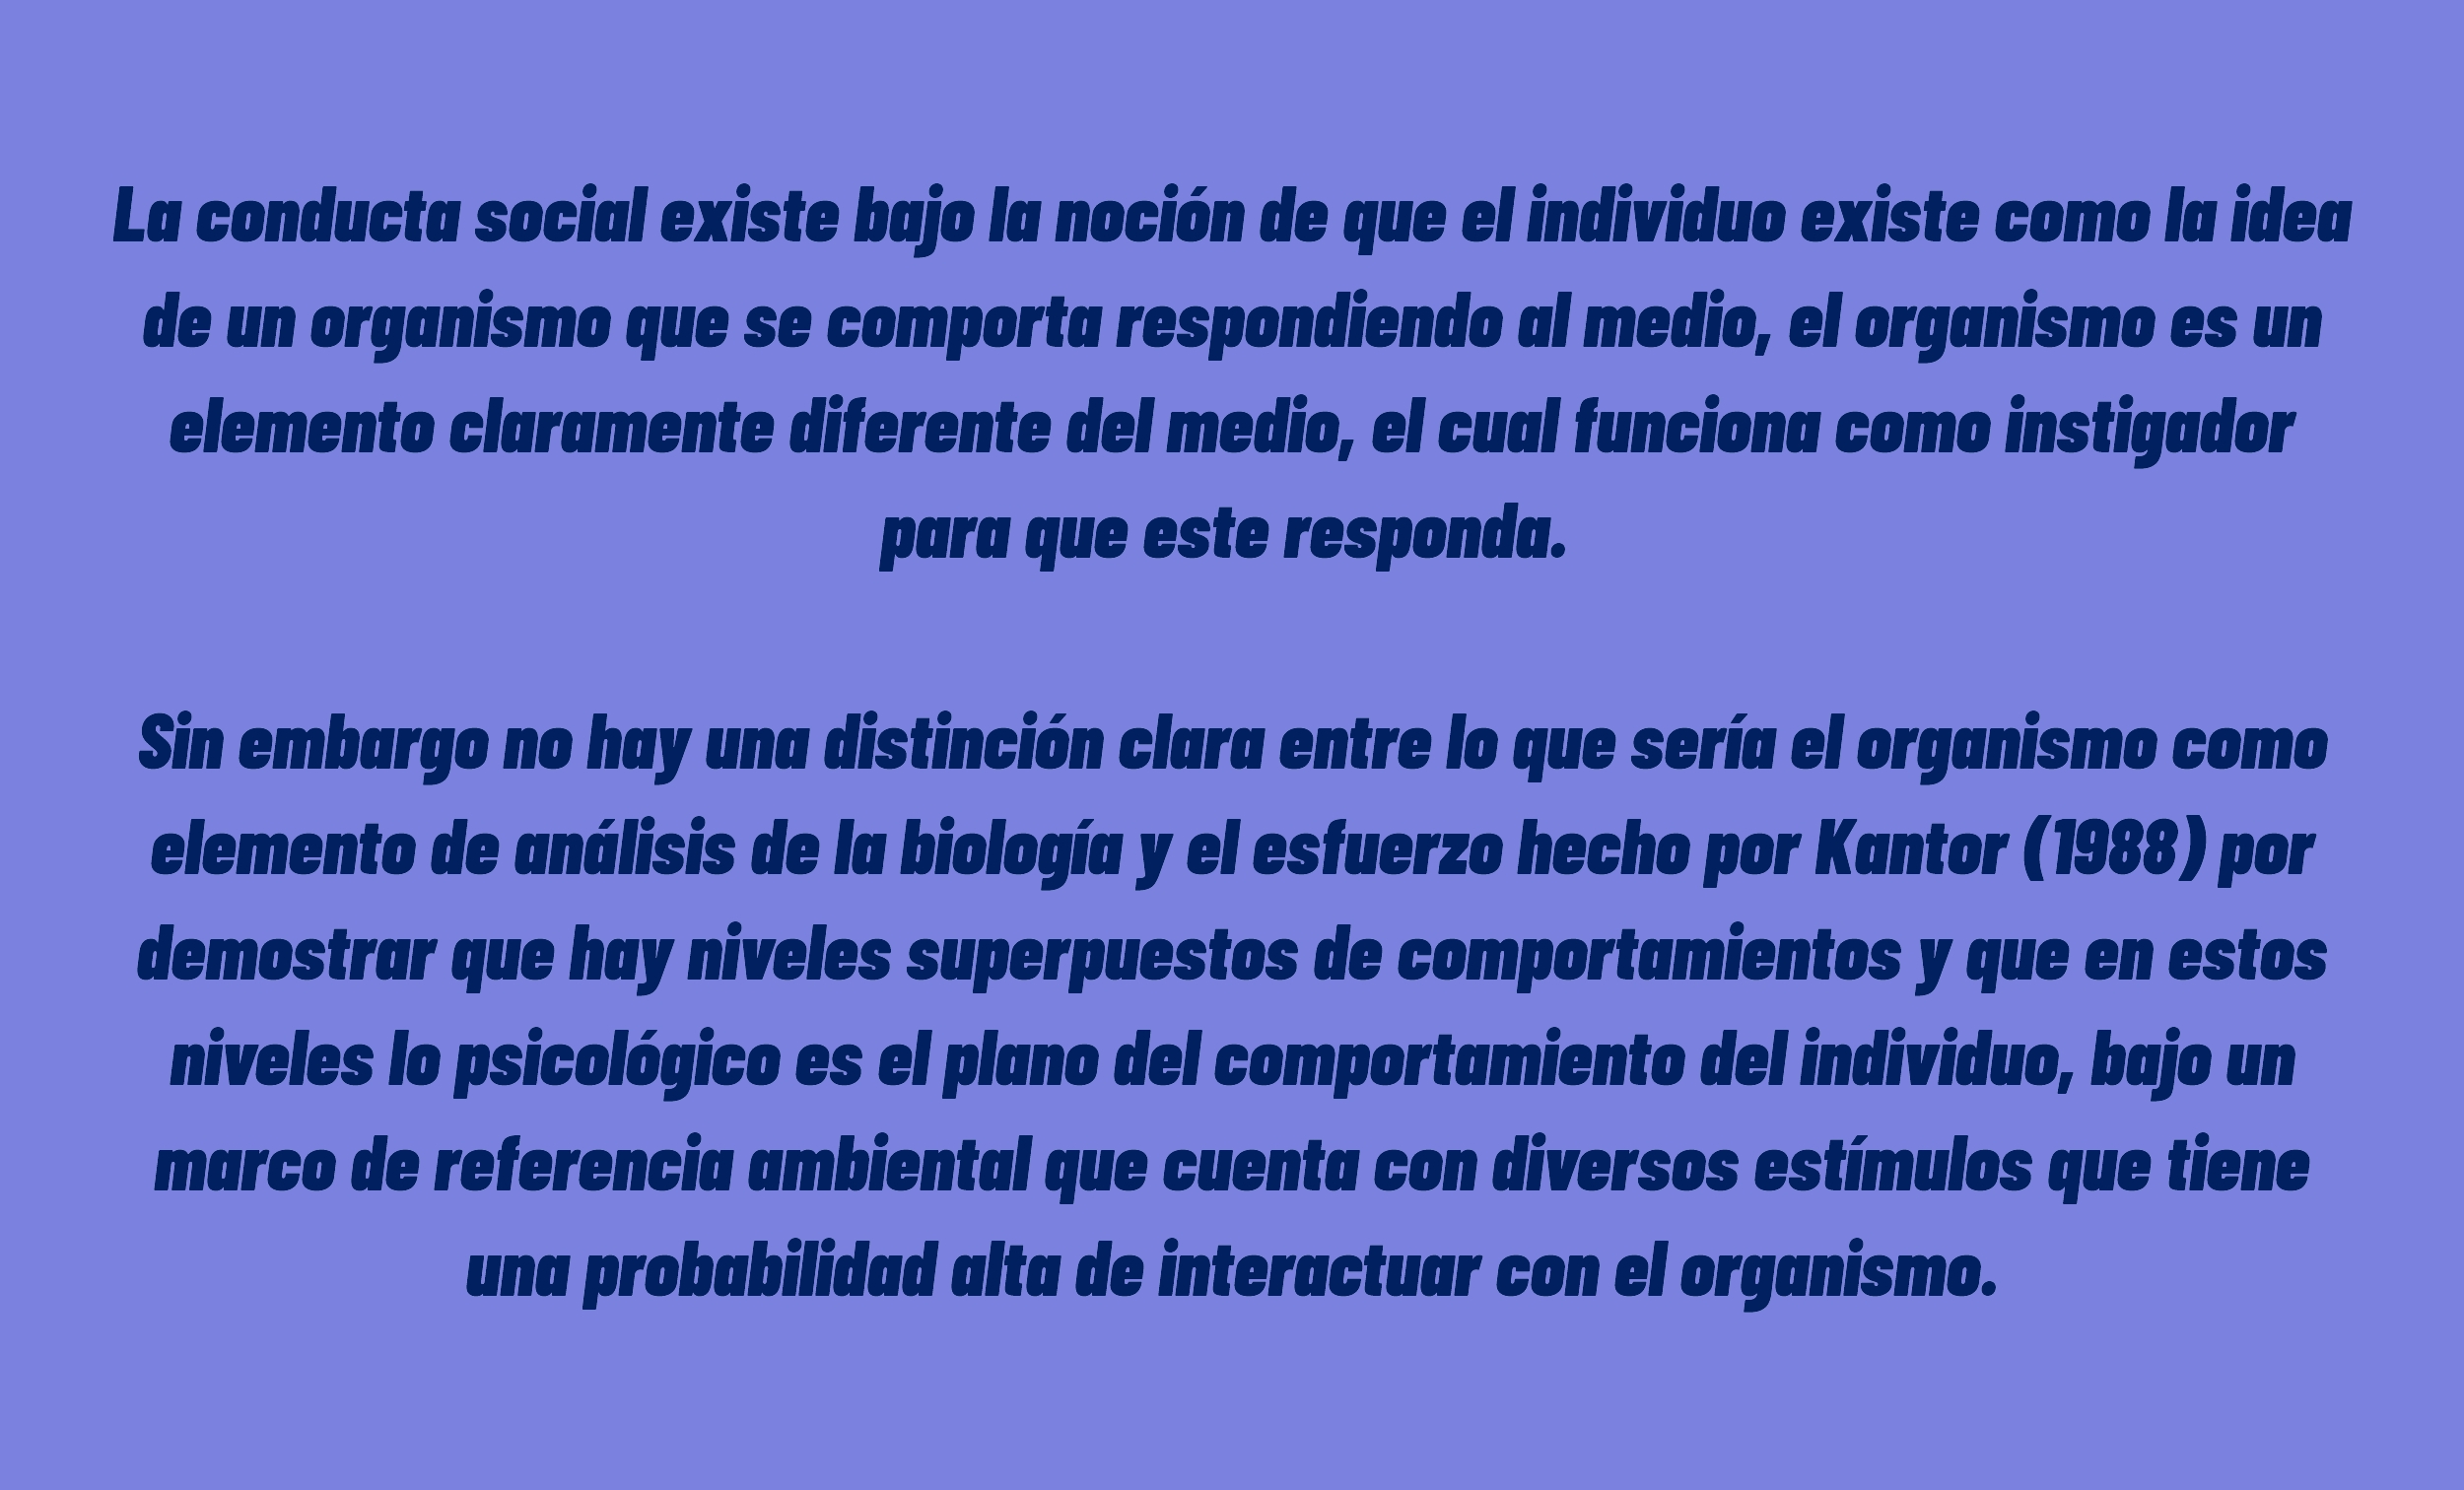 La conducta social existe bajo la noción de que el individuo existe como la idea
de un organismo que se comporta respondiendo al medio, el organismo es un
elemento claramente diferente del medio, el cual funciona como instigador
para que este responda.
Sin embargo no hay una distinción clara entre lo que sería el organismo como
elemento de análisis de la biología y el esfuerzo hecho por Kantor (1988) por
demostrar que hay niveles superpuestos de comportamientos y que en estos
niveles lo psicológico es el plano del comportamiento del individuo, bajo un
marco de referencia ambiental que cuenta con diversos estímulos que tiene
una probabilidad alta de interactuar con el organismo.